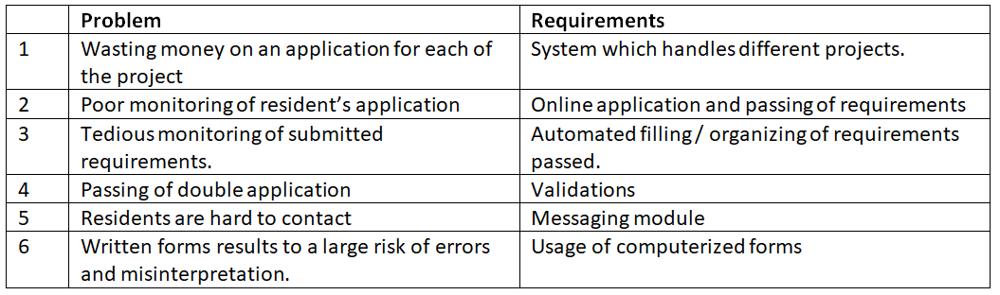 Problem Requirements
1 Wasting money on an application for each of System which handles different projects.
the project
2 Poor monitoring of resident’s application Online application and passing of requirements
3 Tedious monitoring of submitted Automated filling / organizing of requirements
requirements. passed.
4 Passing of double application Validations
5 Residents are hard to contact Messaging module
6 Written forms results to a large risk of errors Usage of computerized forms
and misinterpretation.